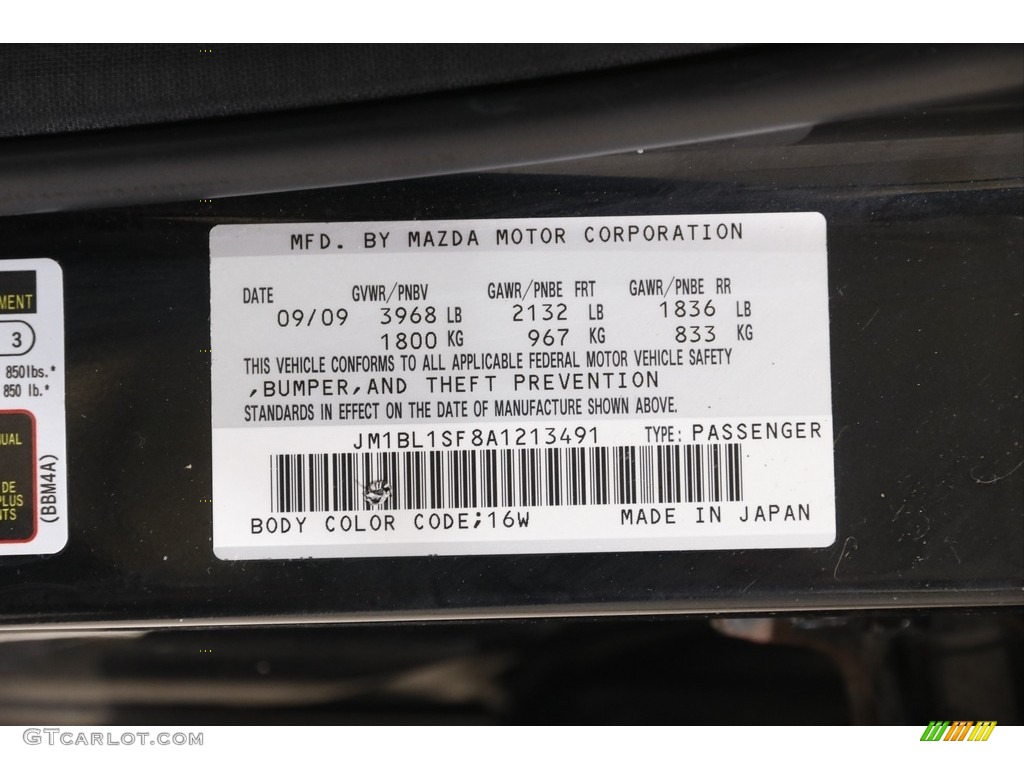 MFD. BY MAZDA MOTOR CORPORATION
DATE GVWR/PNBV GAWR/PNBE FRT GAWR/PNBE RR
09/09 3968 LB 2132 LB 1836 LB
1800 KG 967 KG 833 KG
THIS VEHICLE CONFORMS TO ALL APPLICABLE FEDERAL MOTOR VEHICLE SAFETY
,BUMPER,AND THEFT PREVENTION
STANDARDS IN EFFECT ON THE DATE OF MANUFACTURE SHOWN ABOVE.
JM1BL1SF8A1213491 TYPE: PASSENGER
BODY COLOR CODE;16W MADE IN JAPAN
MENT
3
850lbs.*
850 lb.*
UAL
DE
PLUS
NTS
(BBM4A)
GTCARLOT.COM